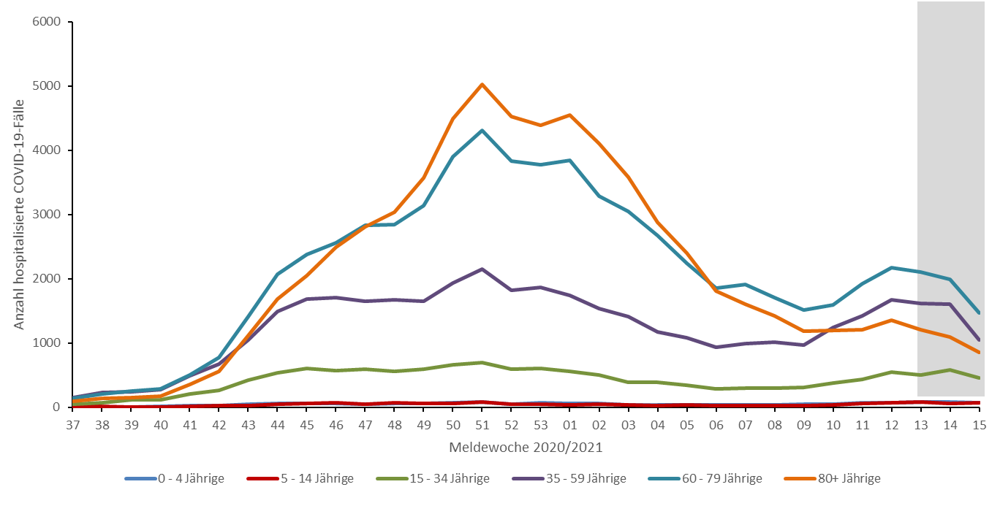 6000
5000
4000
3000
2000
1000
0
Anzahl hospitalisierte COVID-19-Fälle
37 38 39 40 41 42 43 44 45 46 47 48 49 50 51 52 53 01 02 03 04 05 06 07 08 09 10 11 12 13 14 15
Meldewoche 2020/2021
0 - 4 Jährige 5 - 14 Jährige 15 - 34 Jährige 35 - 59 Jährige 60 - 79 Jährige 80+ Jährige